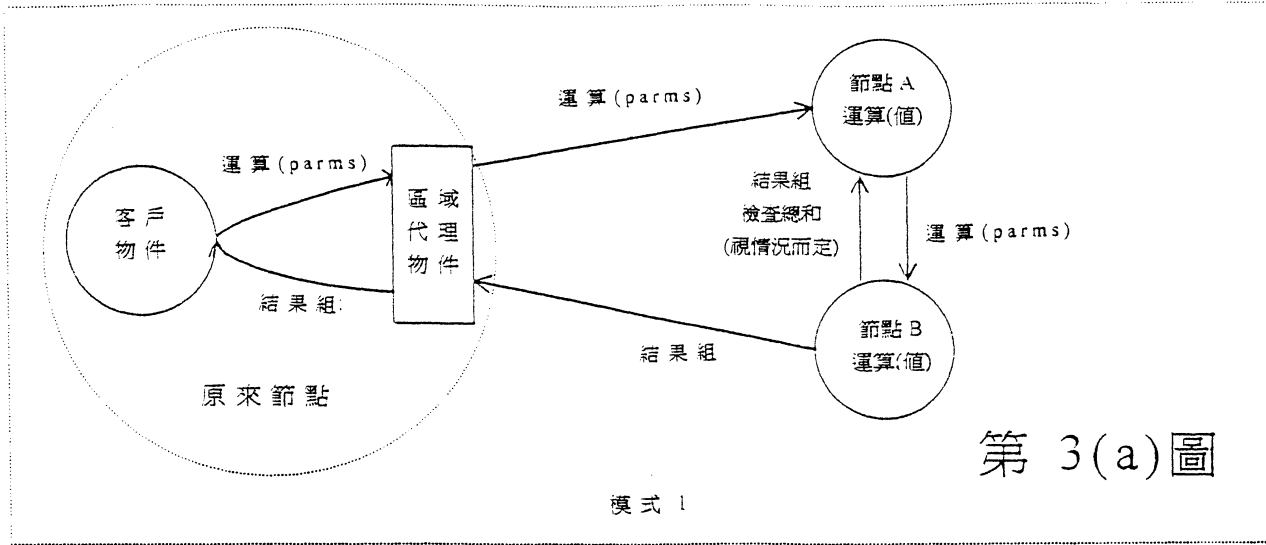 運算(parms)
節點 A
運算(值)
運算(parms)
客戶
物件
區域
代理
物件
結果組
檢查總和
(視情況而定)
運算(parms)
結果組
結果組
節點 B
運算(值)
原來節點
第 3(a)圖
模式 1